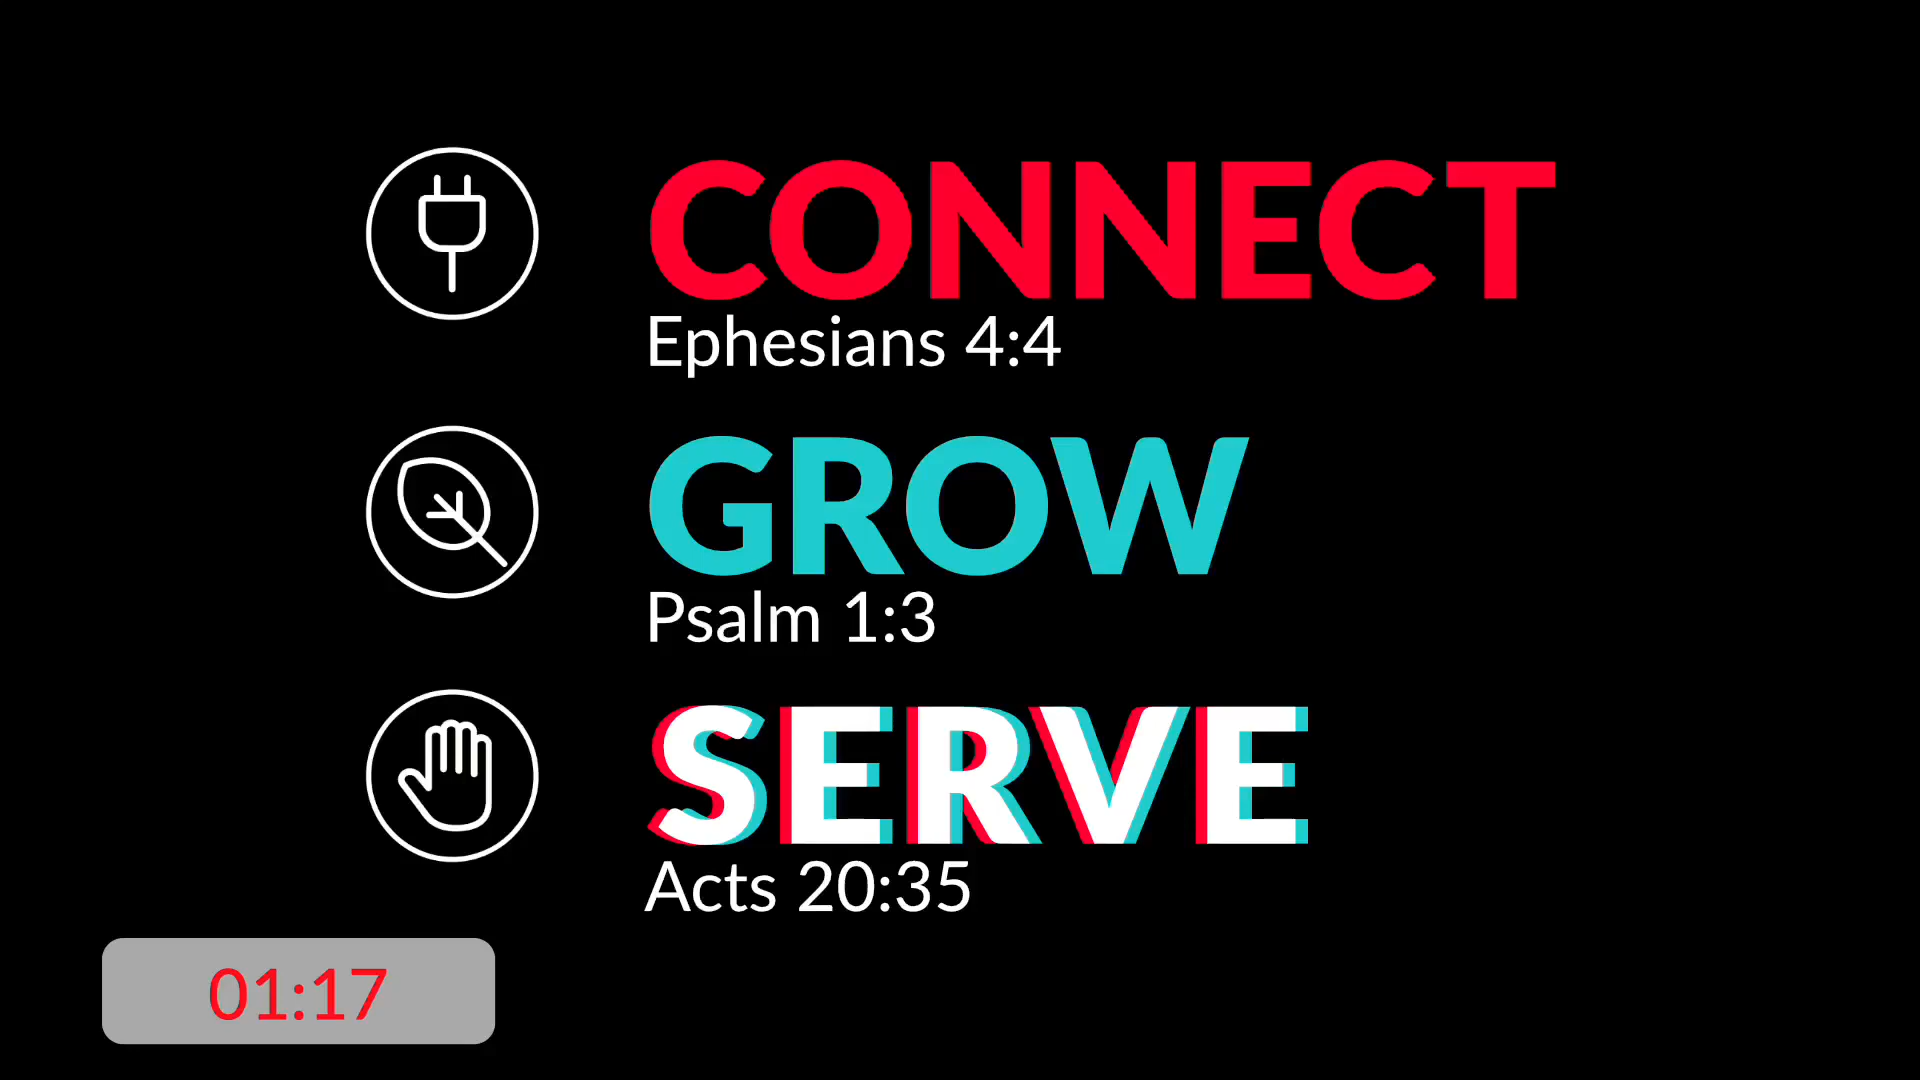 CONNECT
Ephesians 4:4
GROW
Psalm 1:3
SERVE
Acts 20:35
01:17